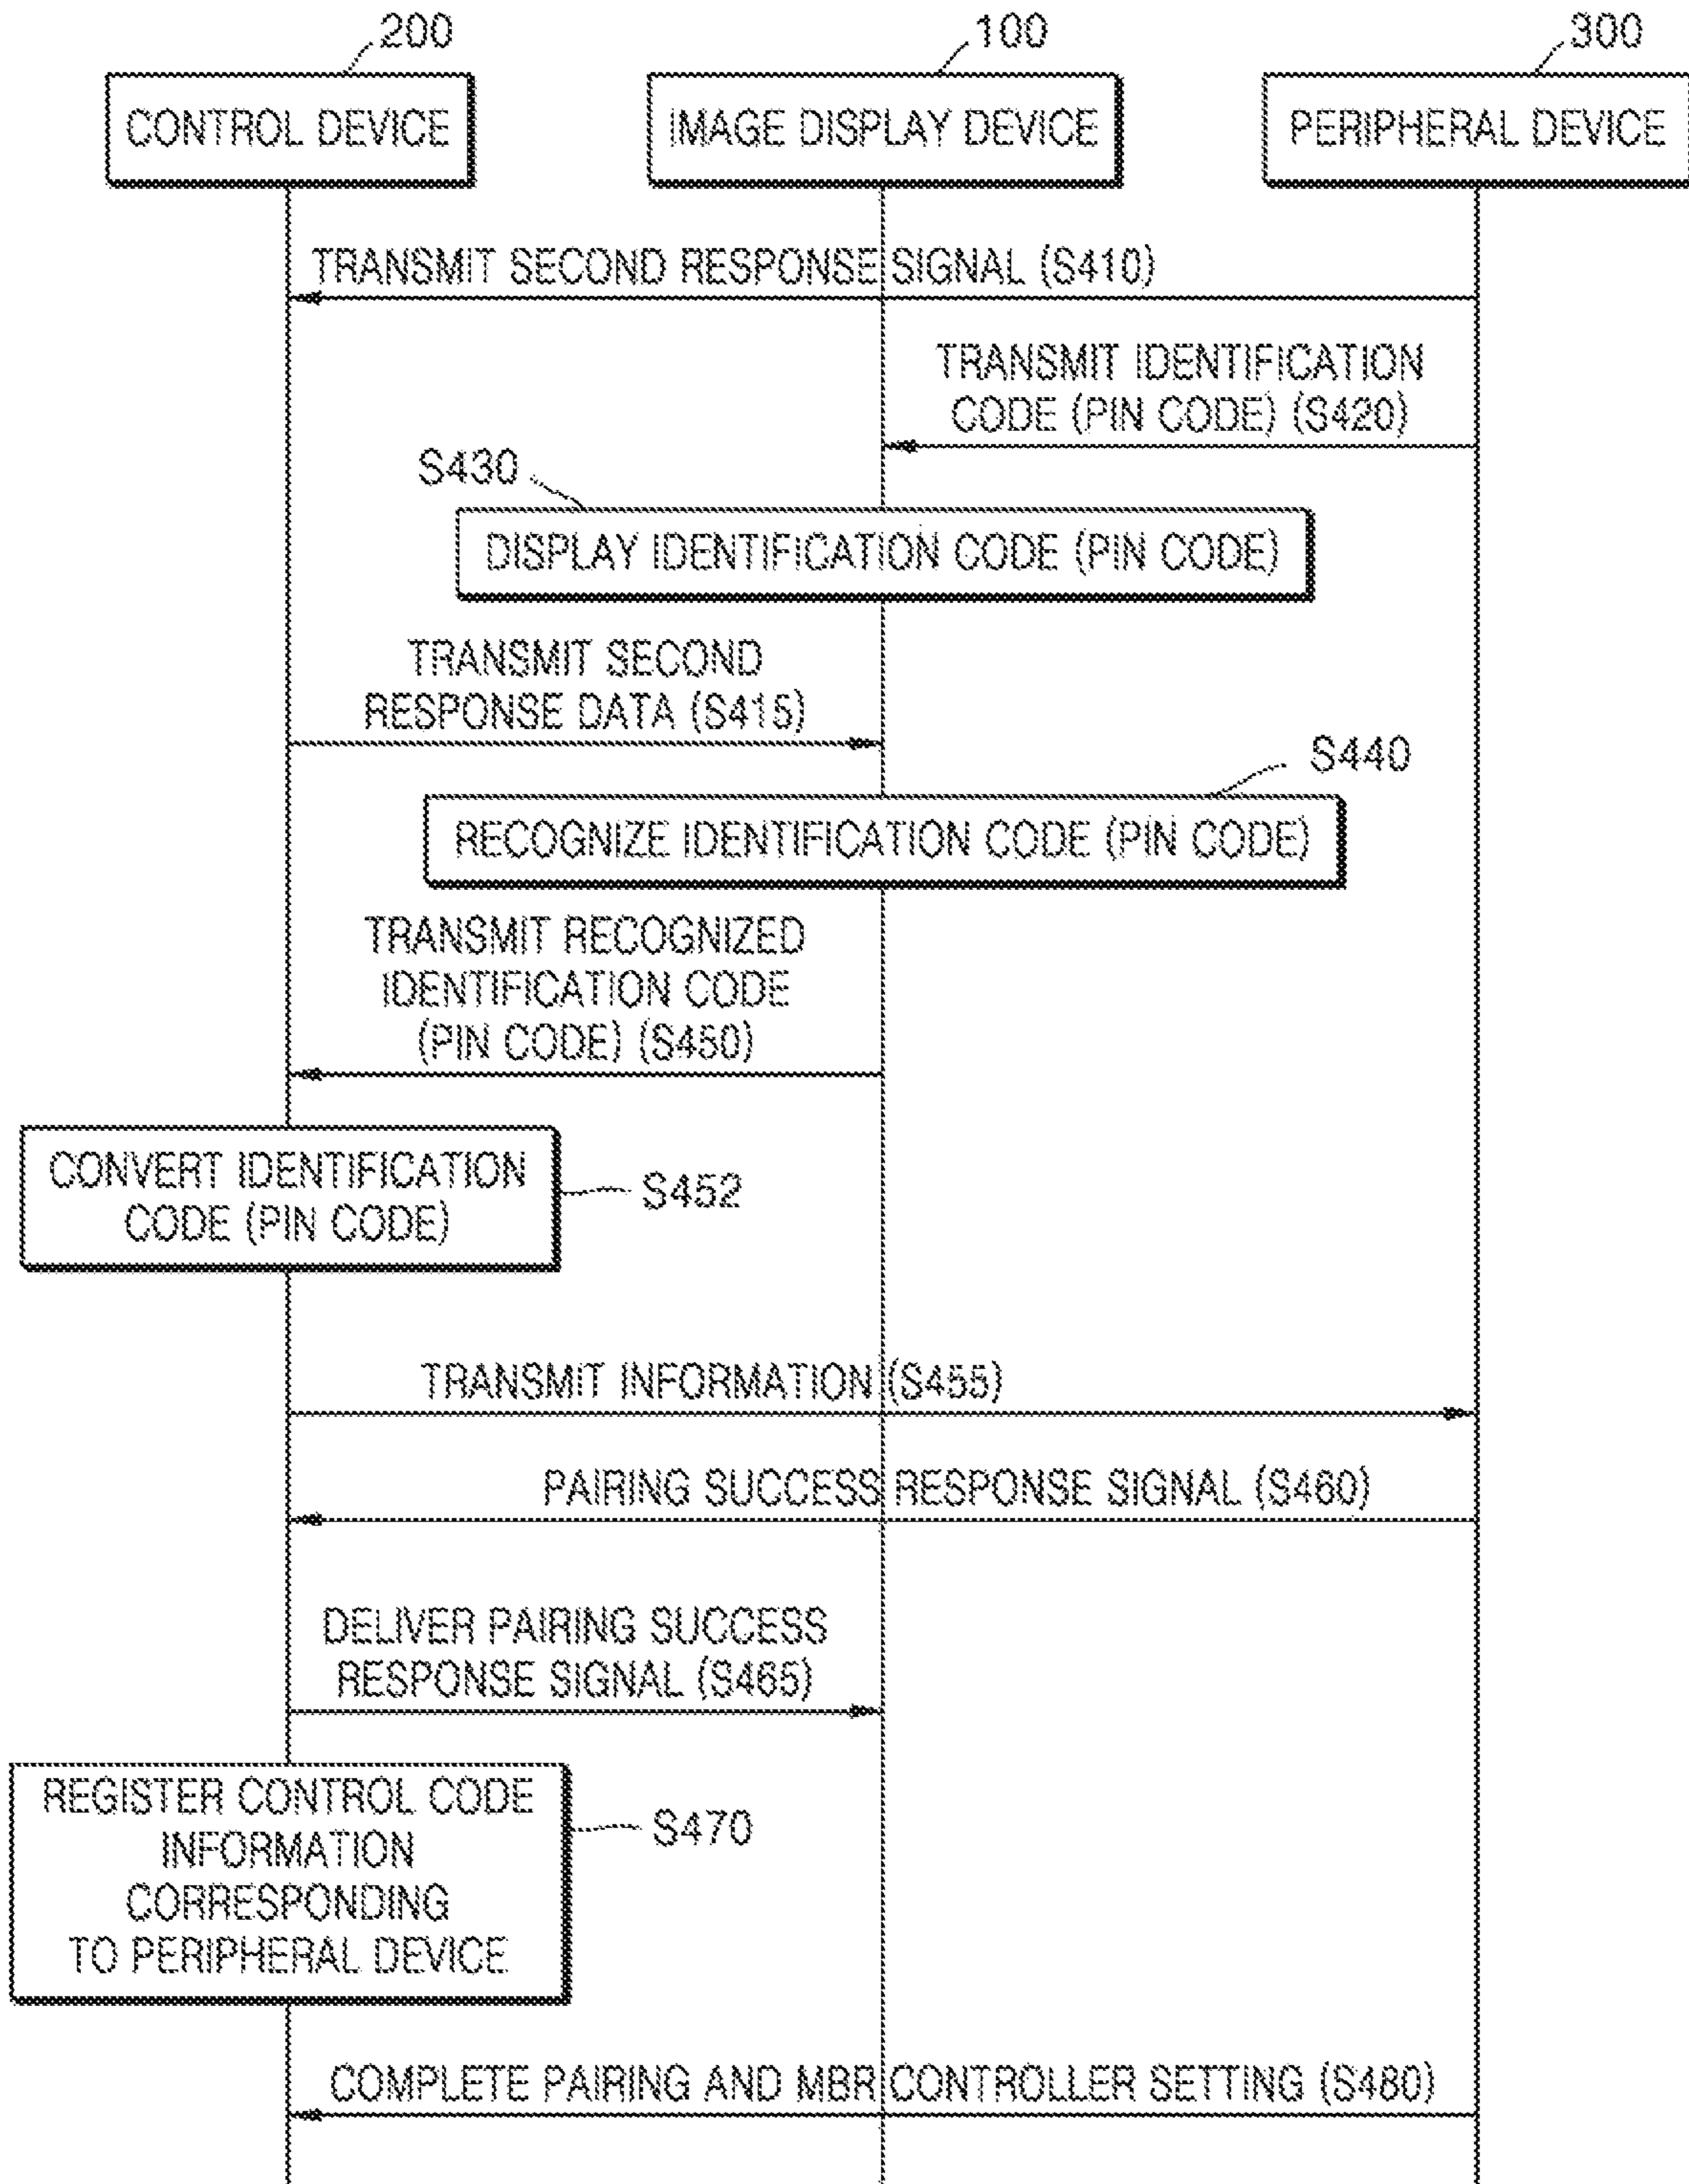 200
100
300
CONTROL DEVICE
IMAGE DISPLAY DEVICE
PERIPHERAL DEVICE
TRANSMIT SECOND RESPONSE SIGNAL (S410)
TRANSMIT IDENTIFICATION
CODE (PIN CODE) (S420)
S430
DISPLAY IDENTIFICATION CODE (PIN CODE)
TRANSMIT SECOND
RESPONSE DATA (S415)
S440
RECOGNIZE IDENTIFICATION CODE (PIN CODE)
TRANSMIT RECOGNIZED
IDENTIFICATION CODE
(PIN CODE) (S450)
CONVERT IDENTIFICATION
CODE (PIN CODE)
S452
TRANSMIT INFORMATION (S455)
PAIRING SUCCESS RESPONSE SIGNAL (S460)
DELIVER PAIRING SUCCESS
RESPONSE SIGNAL (S465)
REGISTER CONTROL CODE
INFORMATION
CORRESPONDING
TO PERIPHERAL DEVICE
S470
COMPLETE PAIRING AND MBR CONTROLLER SETTING (S480)